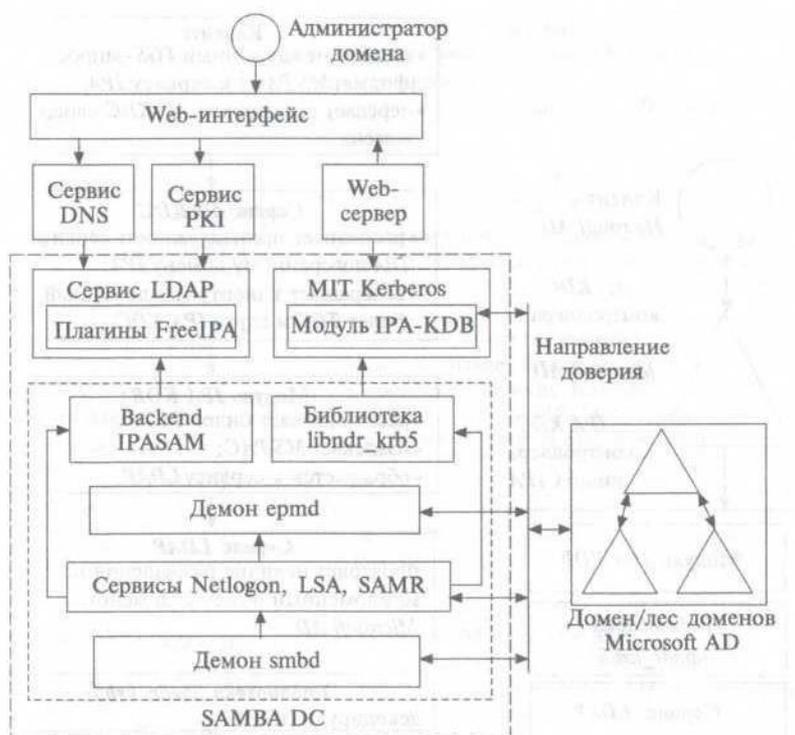 Администратор
домена
Web-интерфейс
Сервис
DNS
Сервис
PKI
Web-
сервер
Сервис LDAP
Плагины FreeIPA
MIT Kerberos
Модуль IPA-KDB
Направление
доверия
Backend
IPASAM
Библиотека
libndr_krb5
Демон epmd
Сервисы Netlogon, LSA, SAMR
Демон smbd
Домен/лес доменов
Microsoft AD
SAMBA DC